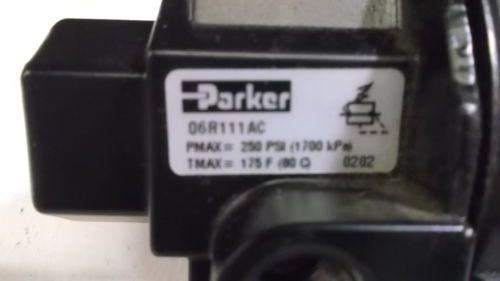 Parker
06R111AC
PMAX = 250 PSI (1700 kPa)
TMAX = 175 F (80 C) 0202